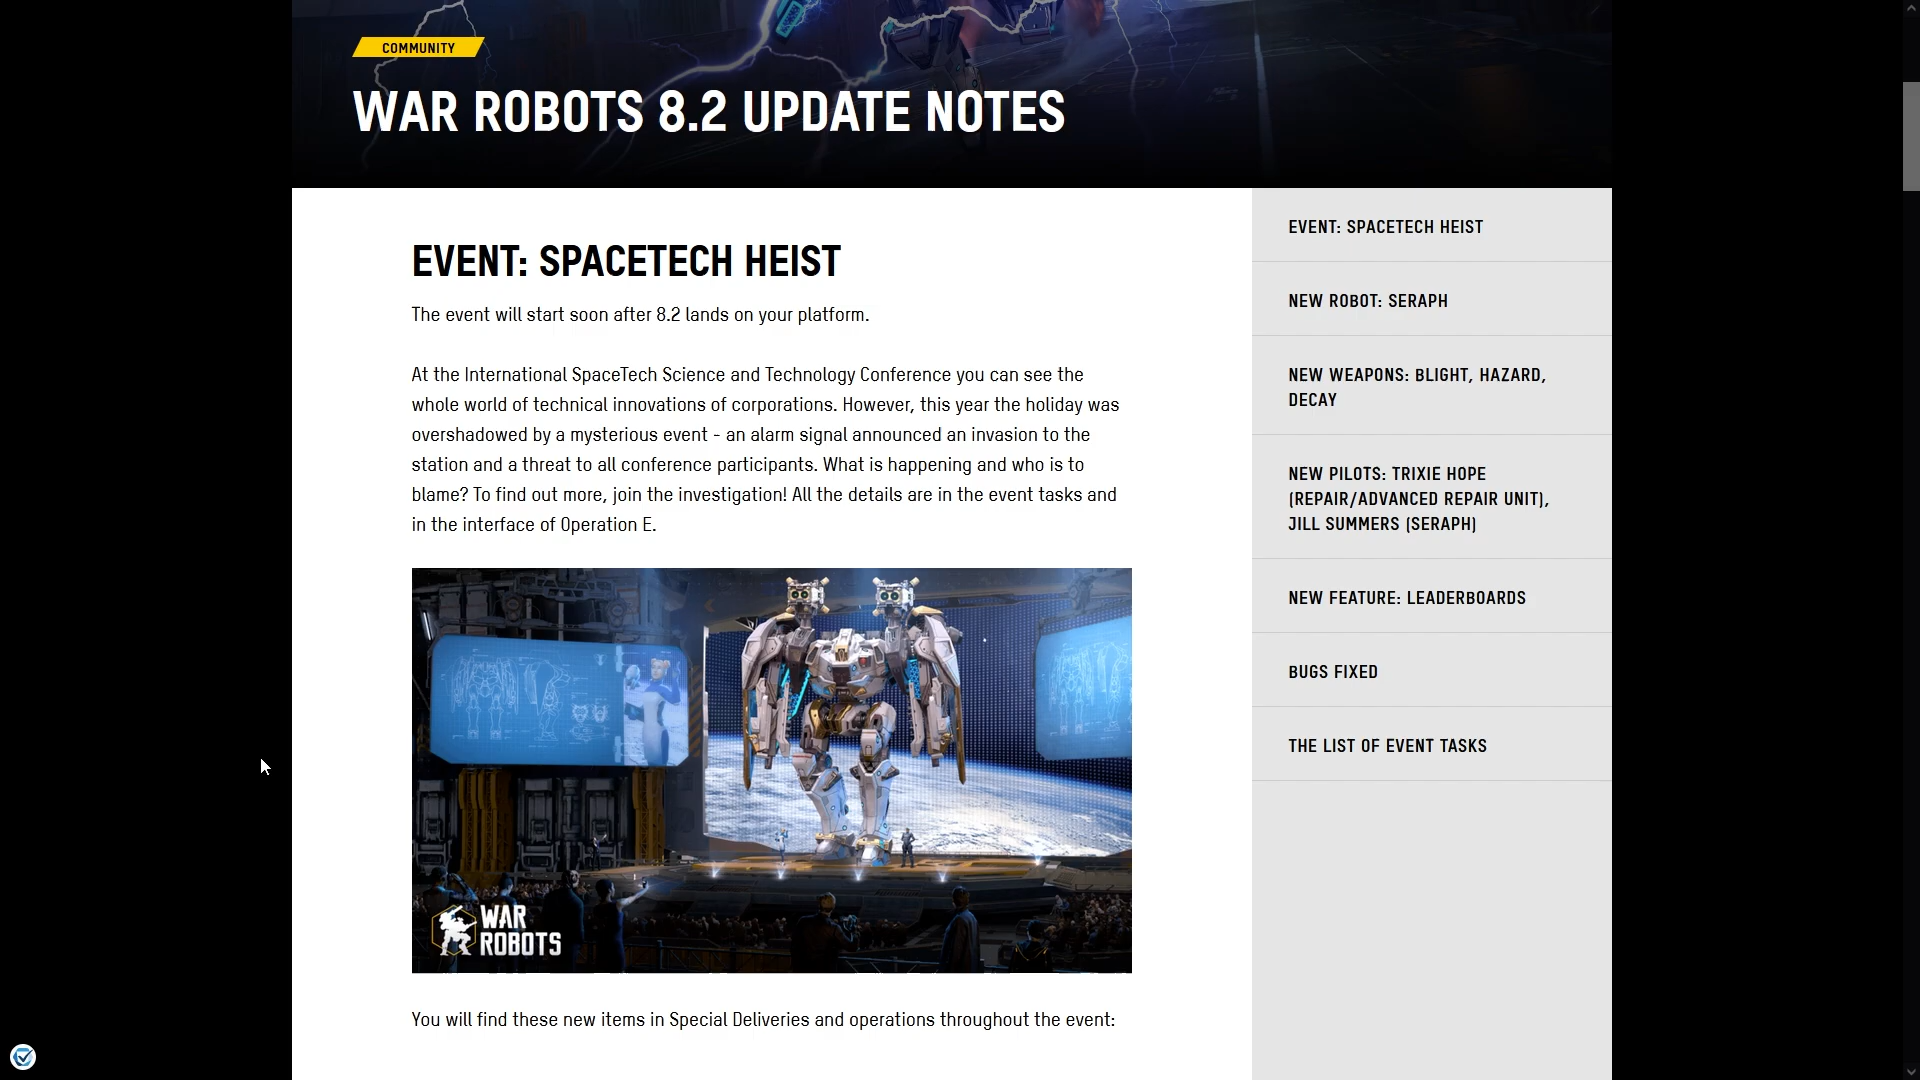 COMMUNITY
WAR ROBOTS 8.2 UPDATE NOTES
EVENT: SPACETECH HEIST
The event will start soon after 8.2 lands on your platform.
At the International SpaceTech Science and Technology Conference you can see the
whole world of technical innovations of corporations. However, this year the holiday was
overshadowed by a mysterious event - an alarm signal announced an invasion to the
station and a threat to all conference participants. What is happening and who is to
blame? To find out more, join the investigation! All the details are in the event tasks and
in the interface of Operation E.
WAR
ROBOTS
You will find these new items in Special Deliveries and operations throughout the event:
EVENT: SPACETECH HEIST
NEW ROBOT: SERAPH
NEW WEAPONS: BLIGHT, HAZARD,
DECAY
NEW PILOTS: TRIXIE HOPE
(REPAIR/ADVANCED REPAIR UNIT),
JILL SUMMERS (SERAPH)
NEW FEATURE: LEADERBOARDS
BUGS FIXED
THE LIST OF EVENT TASKS